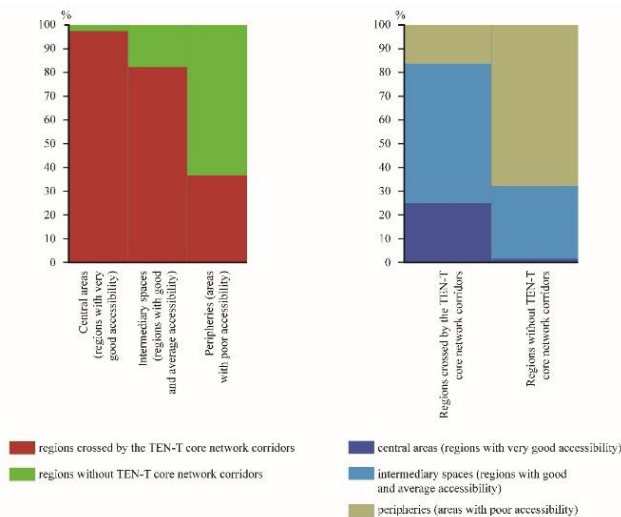 %
100
90
80
70
60
50
40
30
20
10
0
Central areas
(regions with very
good accessibility)
Intermediary spaces
(regions with good
and average accessibility)
Peripheries (areas
with poor accessibility)
regions crossed by the TEN-T core network corridors
regions without TEN-T core network corridors
%
100
90
80
70
60
50
40
30
20
10
0
Regions crossed by the TEN-T
core network corridors
Regions without TEN-T
core network corridors
central areas (regions with very good accessibility)
intermediary spaces (regions with good
and average accessibility)
peripheries (areas with poor accessibility)